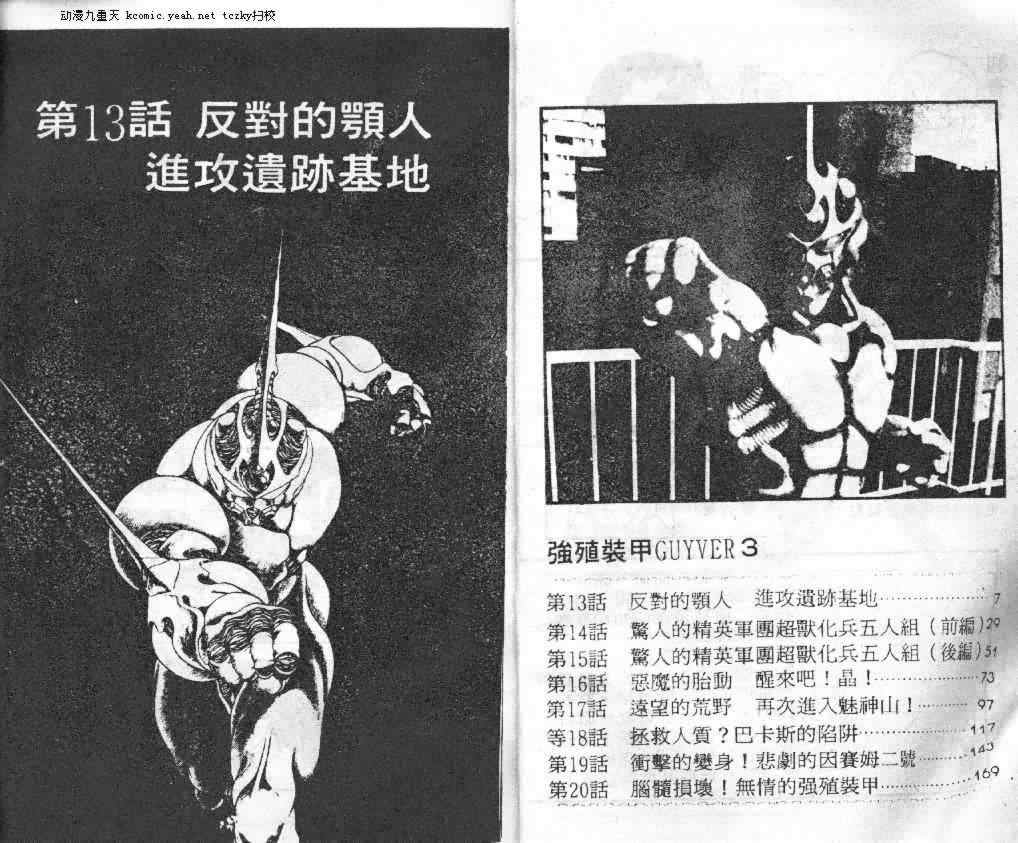 动漫九重天 kcomic.yeah.net tczky扫校
第13話 反對的顎人
進攻遺跡基地
強殖裝甲GUYVER 3
第13話 反對的顎人 進攻遺跡基地 7
第14話 驚人的精英軍團超獸化兵五人組(前編) 29
第15話 驚人的精英軍團超獸化兵五人組(後編) 51
第16話 惡魔的胎動 醒來吧!晶! 73
第17話 遠望的荒野 再次進入魅神山! 97
等18話 拯救人質?巴卡斯的陷阱 117
第19話 衝擊的變身!悲劇的因賽姆二號 143
第20話 腦髓損壞!無情的强殖裝甲 169